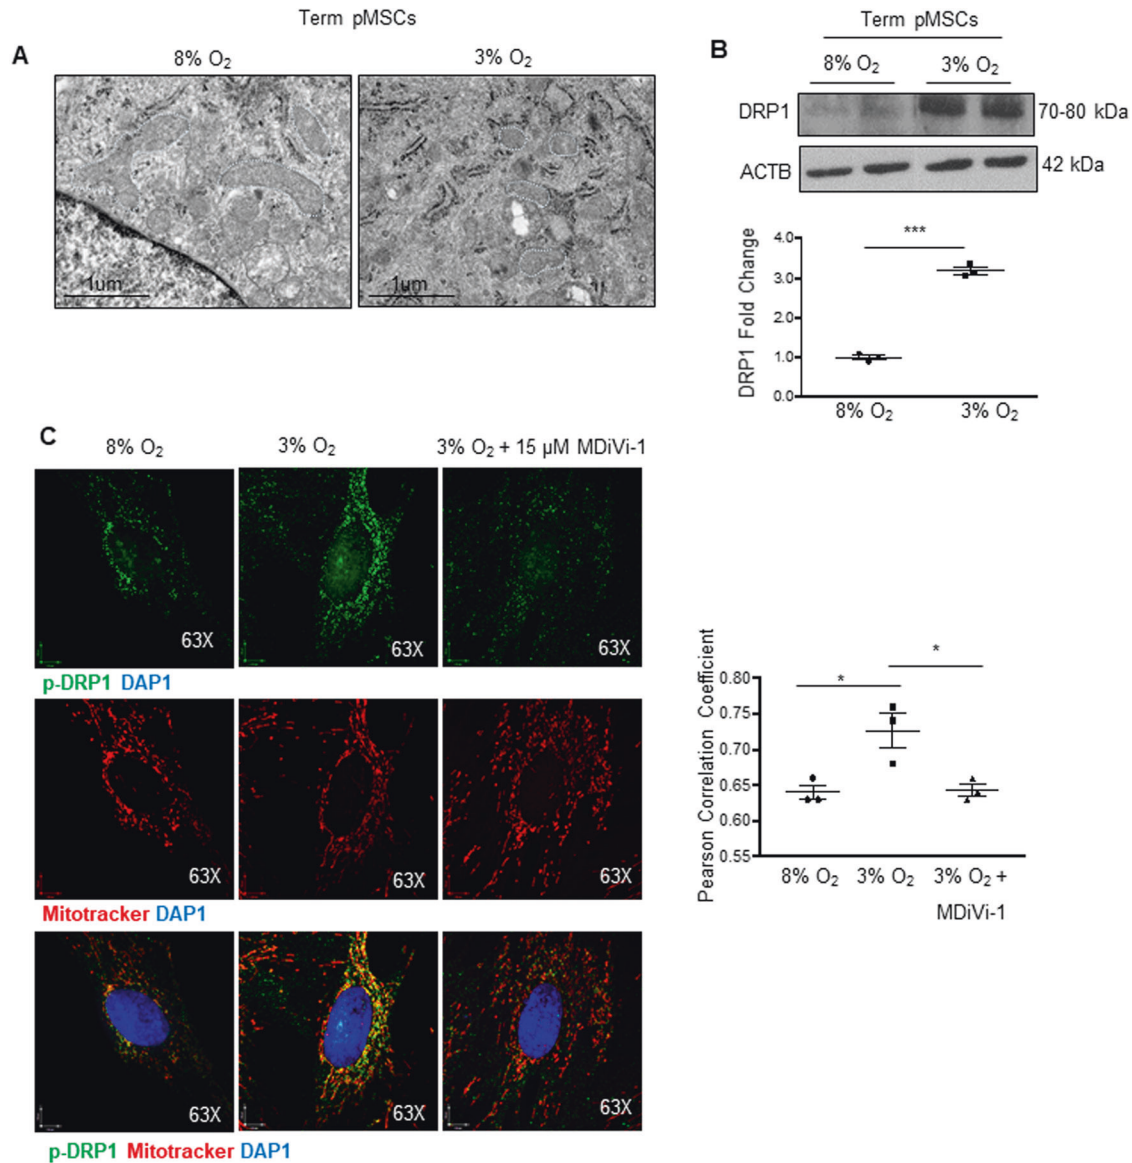 Term pMSCs
A
8% O2
3% O2
1um
1um
B
Term pMSCs
8% O2
3% O2
DRP1
70-80 kDa
ACTB
42 kDa
DRP1 Fold Change
4.0
3.0
2.0
1.0
0.0
***
8% O2
3% O2
C
8% O2
3% O2
3% O2 + 15 µM MDiVi-1
63X
63X
63X
p-DRP1 DAP1
63X
63X
63X
Mitotracker DAP1
63X
63X
63X
p-DRP1 Mitotracker DAP1
Pearson Correlation Coefficient
0.80
0.75
0.70
0.65
0.60
0.55
*
*
8% O2
3% O2
3% O2 +
MDiVi-1